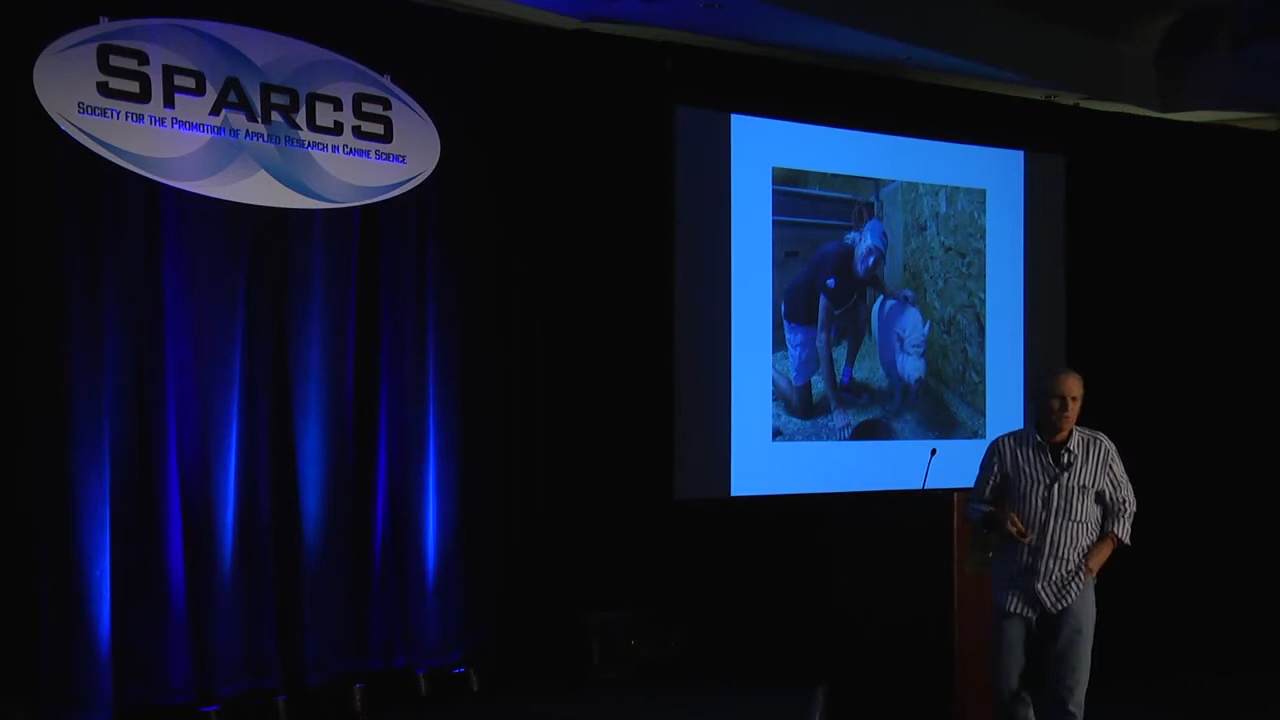 SPARCS
SOCIETY FOR THE PROMOTION OF APPLIED RESEARCH IN CANINE SCIENCE